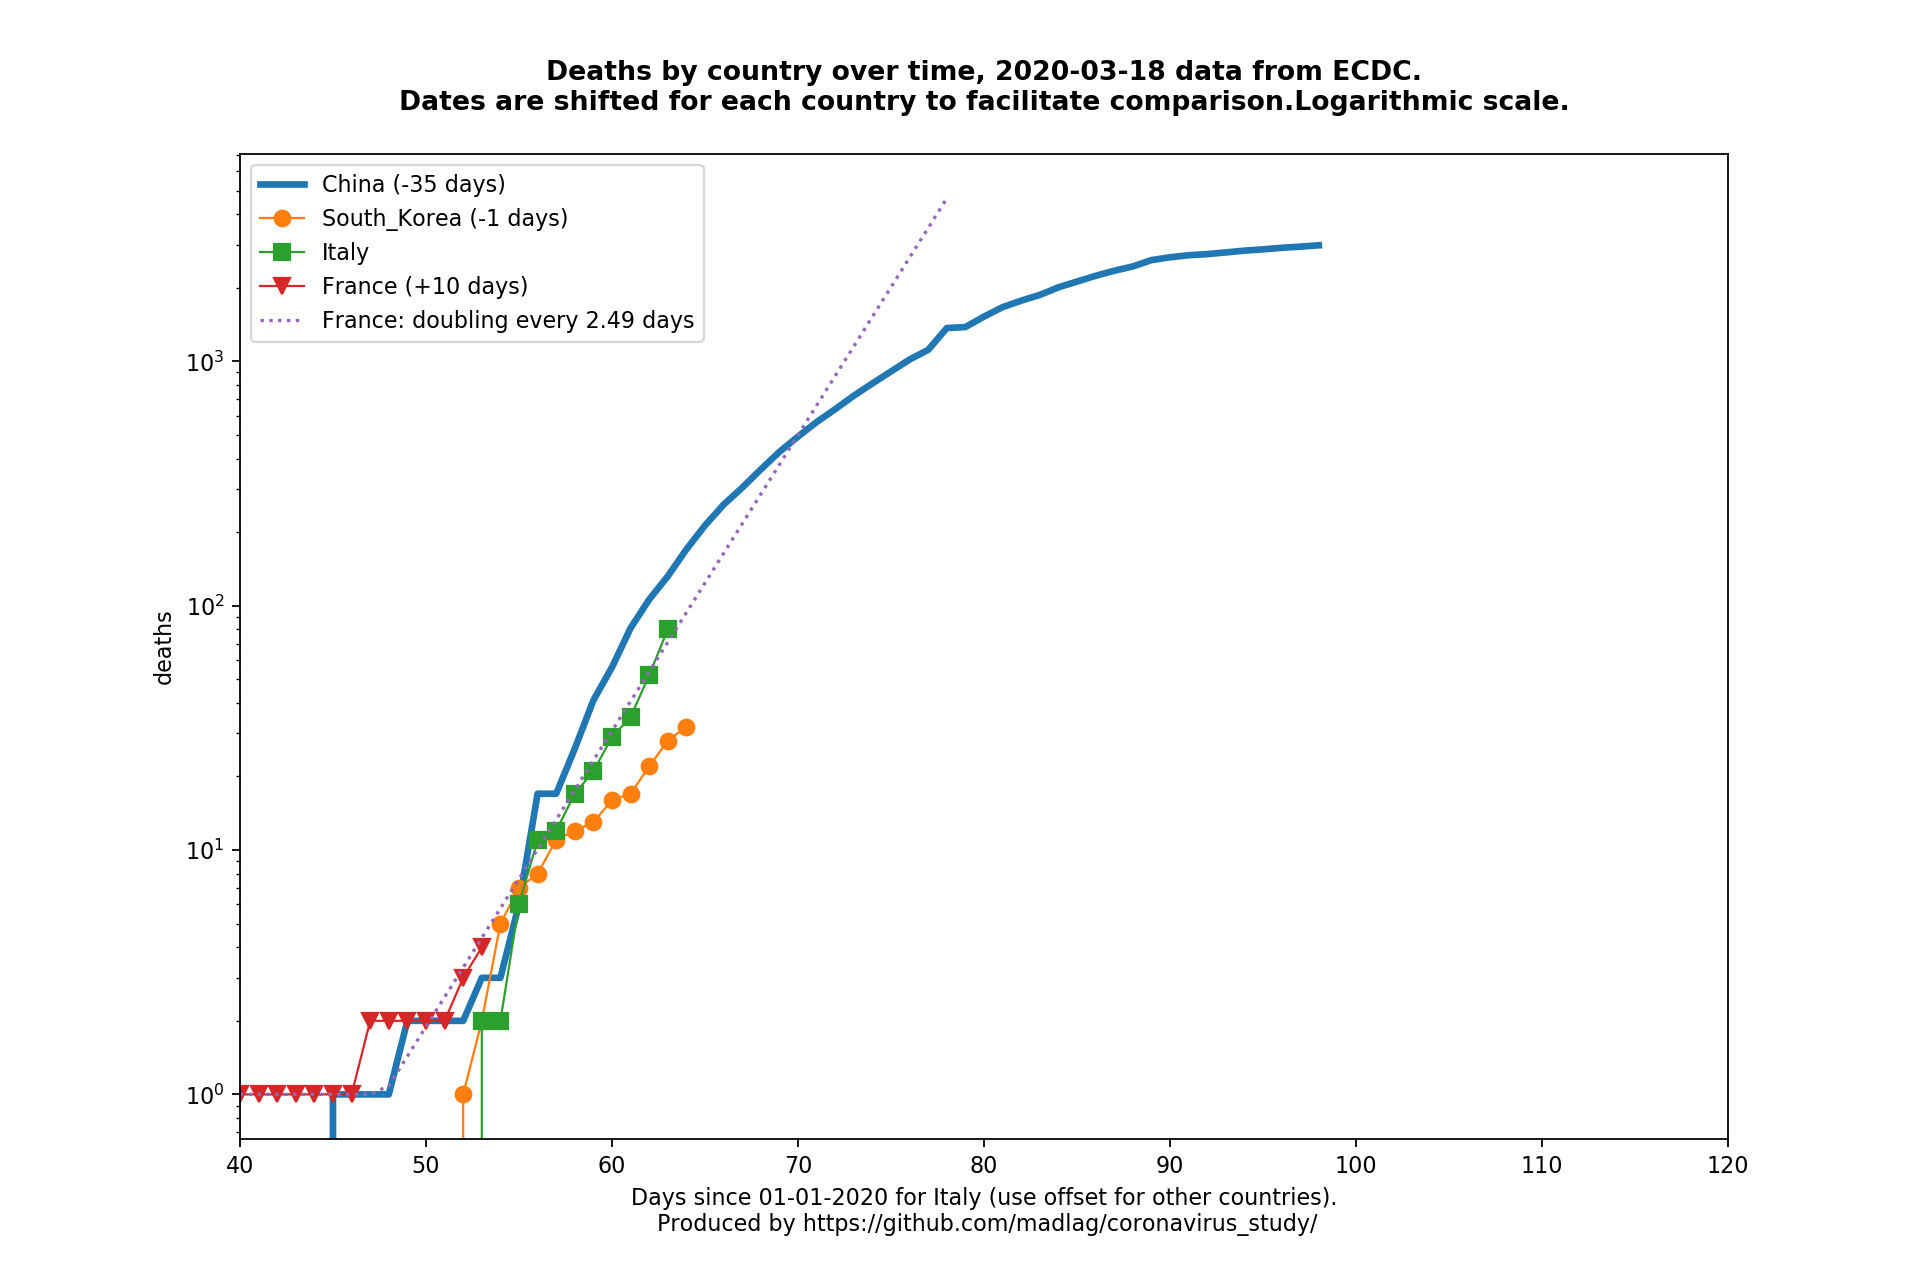 Deaths by country over time, 2020-03-18 data from ECDC.
Dates are shifted for each country to facilitate comparison.Logarithmic scale.
China (-35 days)
South_Korea (-1 days)
Italy
France (+10 days)
France: doubling every 2.49 days
deaths
10³
10²
10¹
10⁰
40 50 60 70 80 90 100 110 120
Days since 01-01-2020 for Italy (use offset for other countries).
Produced by https://github.com/madlag/coronavirus_study/